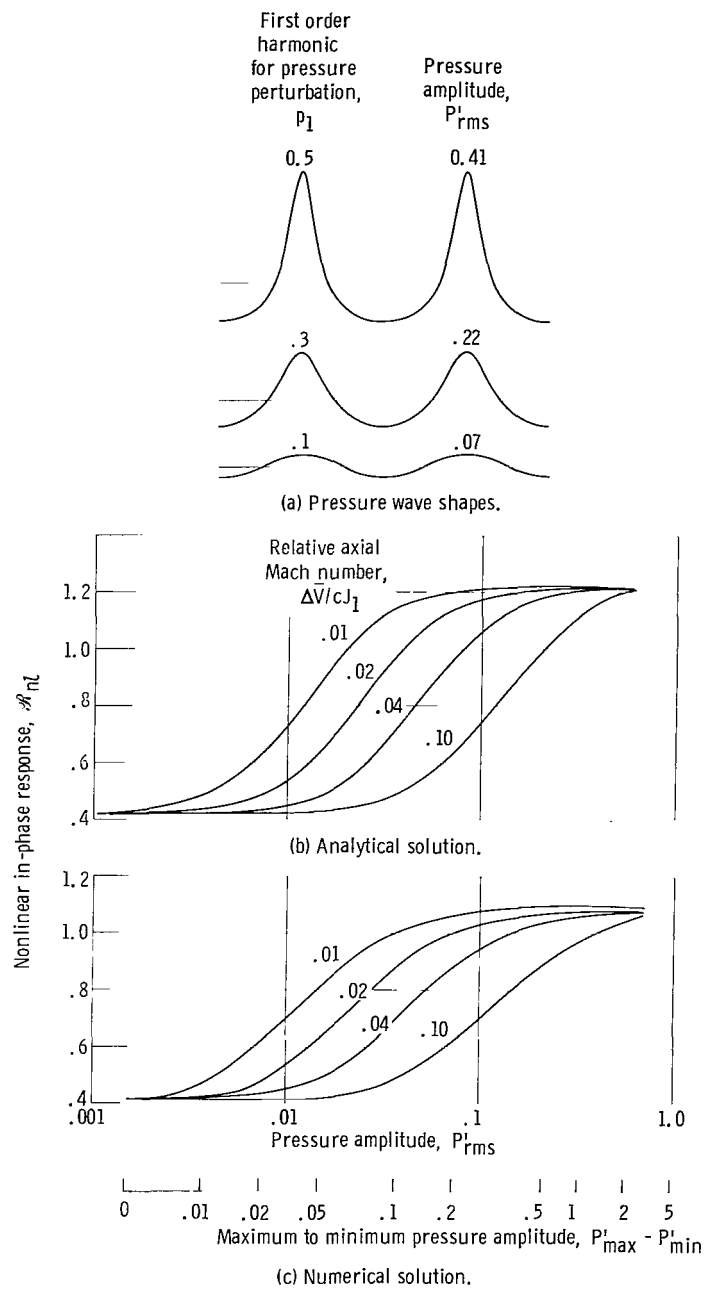 First order
harmonic
for pressure
perturbation,
p1
Pressure
amplitude,
P'rms
0.5
0.41
.3
.22
.1
.07
(a) Pressure wave shapes.
Relative axial
Mach number,
ΔV̄/cJ1
1.2
1.0
.8
.6
.4
.01
.02
.04
.10
(b) Analytical solution.
Nonlinear in-phase response, ℛnl
1.2
1.0
.8
.6
.4
.01
.02
.04
.10
.001
.01
.1
1.0
Pressure amplitude, P'rms
0
.01
.02
.05
.1
.2
.5
1
2
5
Maximum to minimum pressure amplitude, P'max - P'min
(c) Numerical solution.